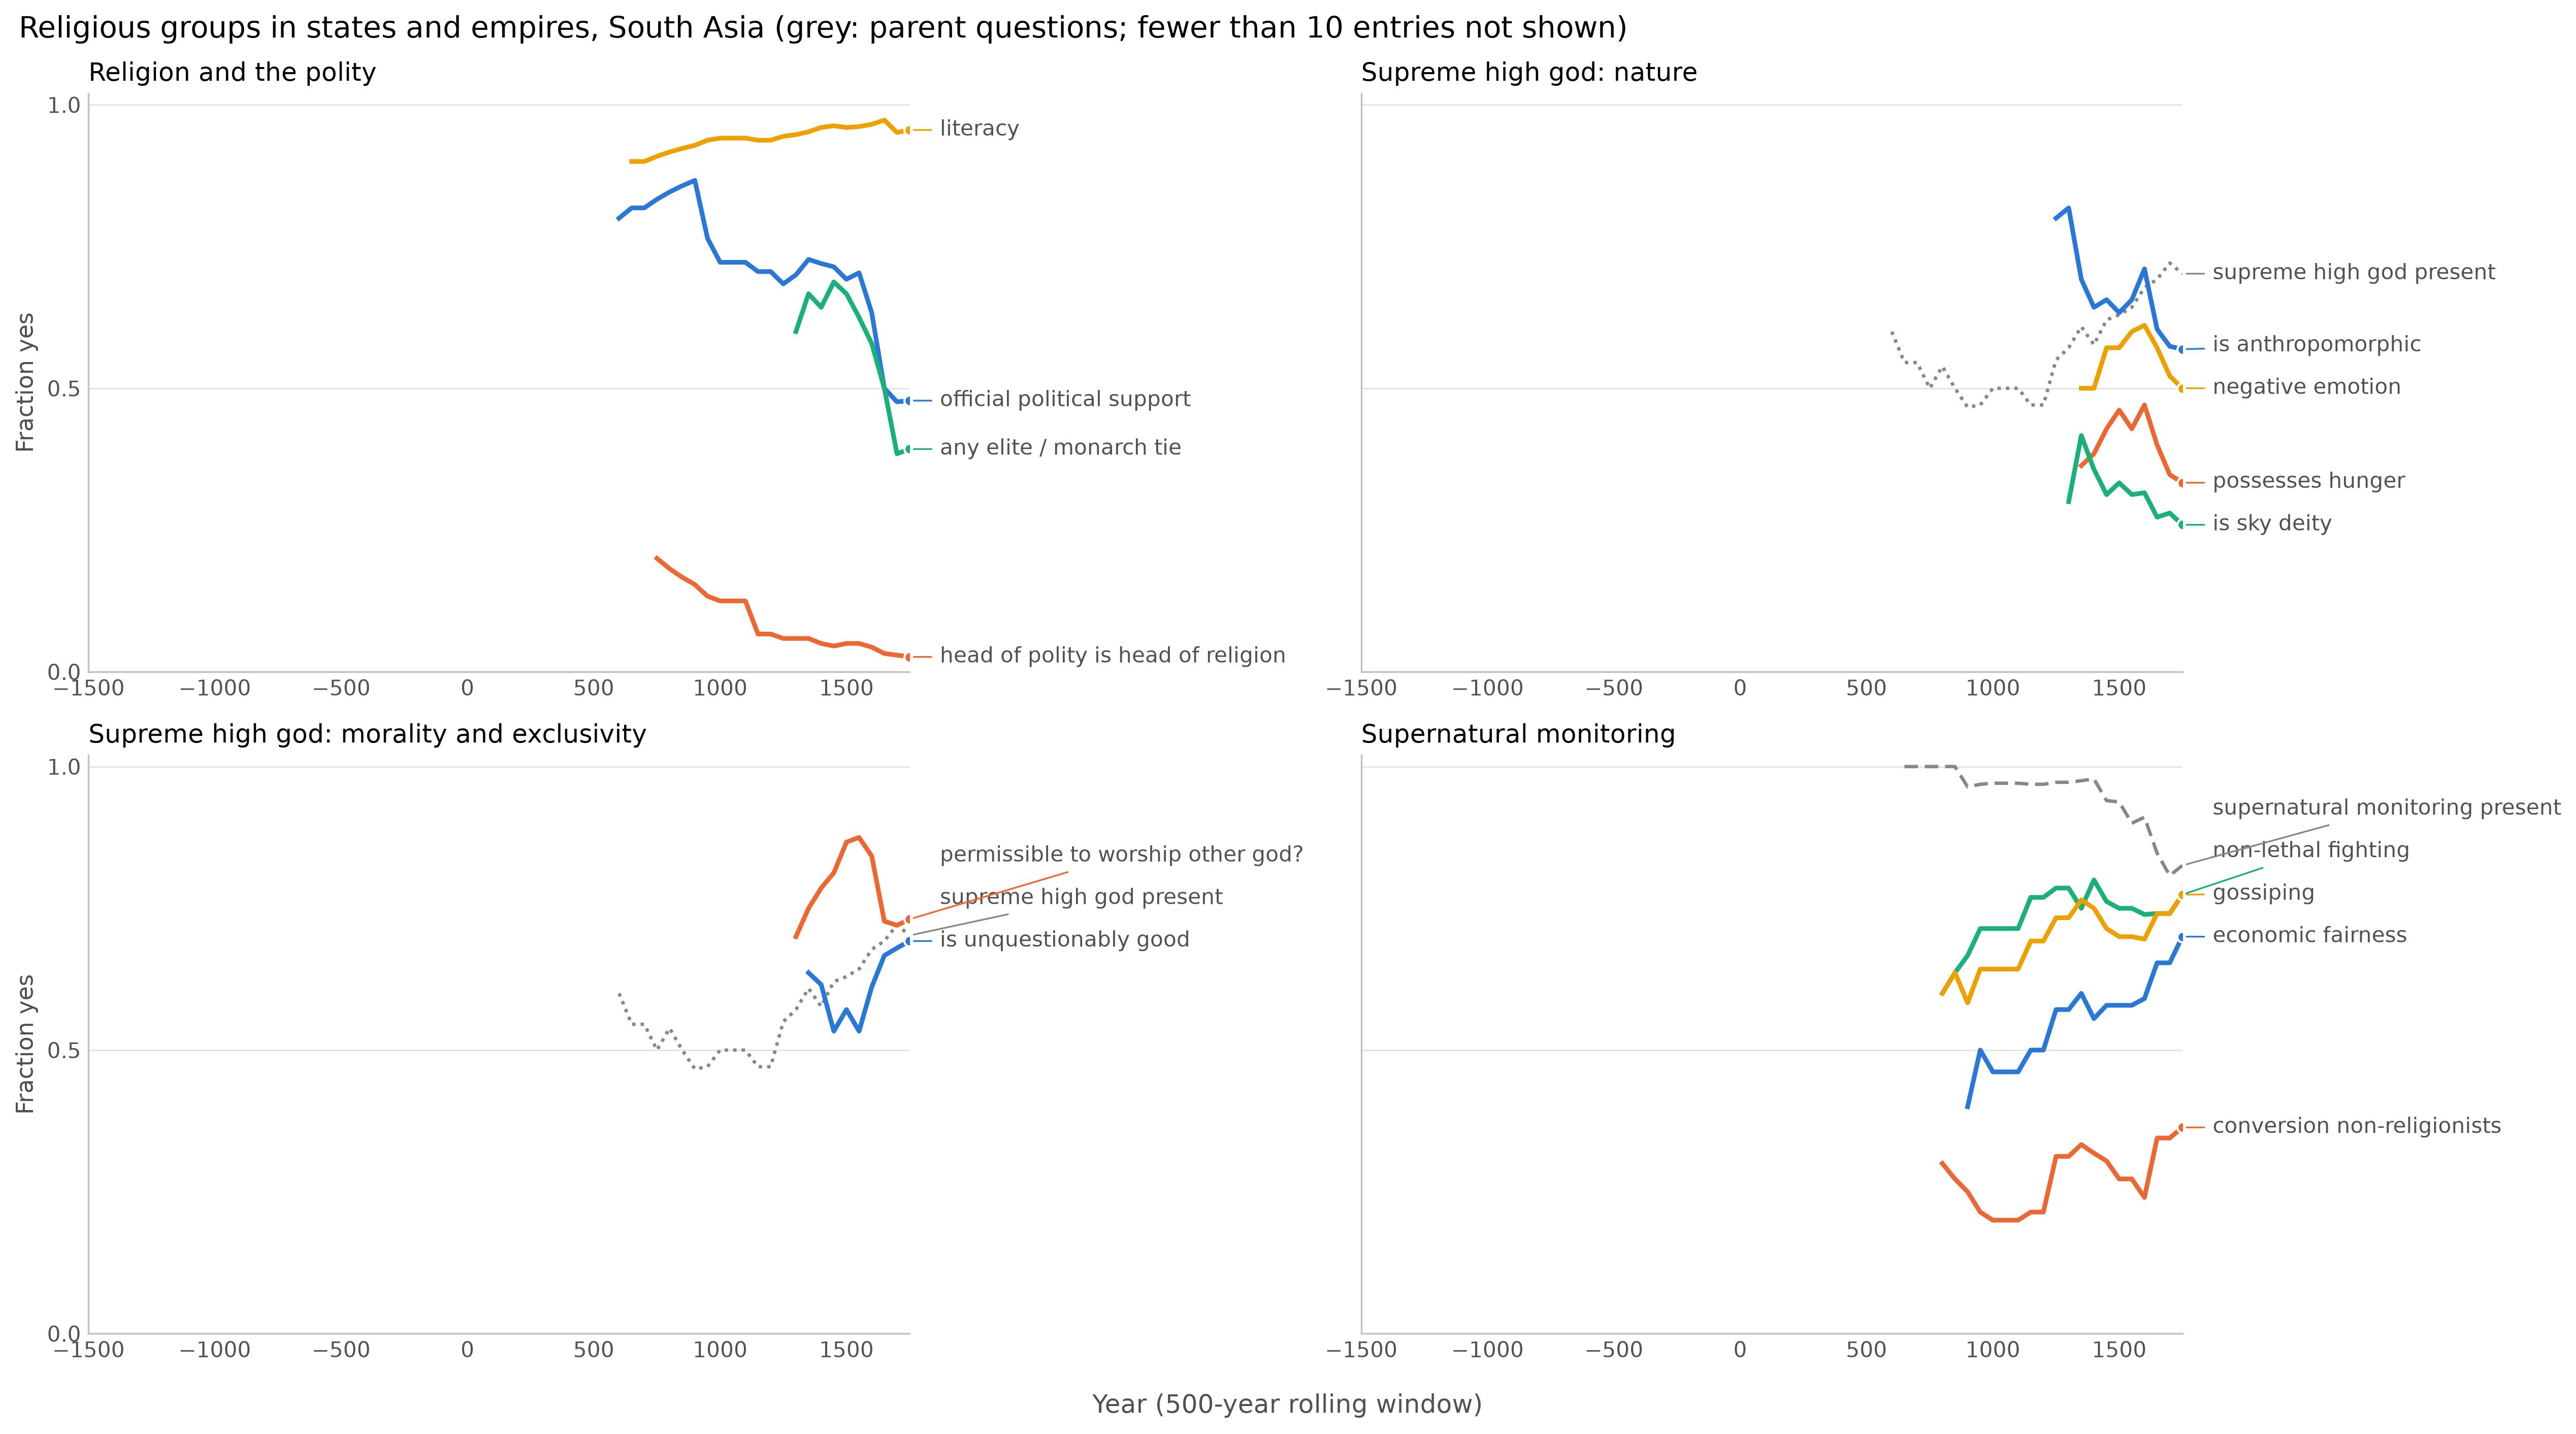 Religious groups in states and empires, South Asia (grey: parent questions; fewer than 10 entries not shown)
Religion and the polity
Fraction yes
1.0
0.5
0.0
literacy
official political support
any elite / monarch tie
head of polity is head of religion
−1500 −1000 −500 0 500 1000 1500
Supreme high god: nature
supreme high god present
is anthropomorphic
negative emotion
possesses hunger
is sky deity
−1500 −1000 −500 0 500 1000 1500
Supreme high god: morality and exclusivity
Fraction yes
1.0
0.5
0.0
permissible to worship other god?
supreme high god present
is unquestionably good
−1500 −1000 −500 0 500 1000 1500
Supernatural monitoring
supernatural monitoring present
non-lethal fighting
gossiping
economic fairness
conversion non-religionists
−1500 −1000 −500 0 500 1000 1500
Year (500-year rolling window)